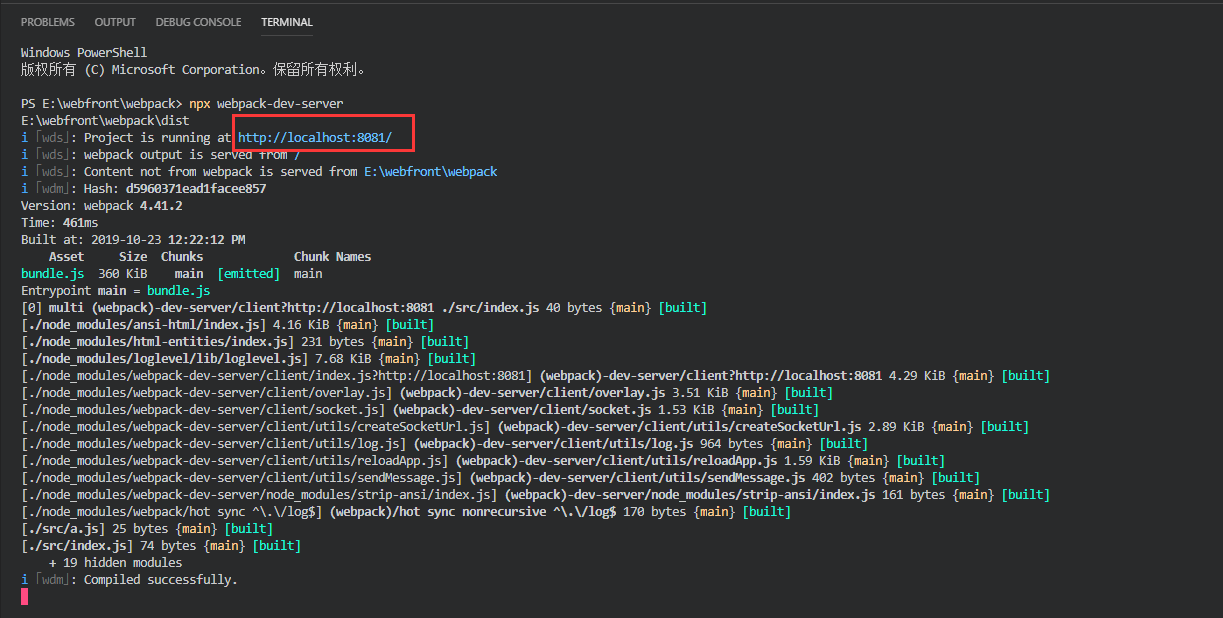 PROBLEMS OUTPUT DEBUG CONSOLE TERMINAL
Windows PowerShell
版权所有 (C) Microsoft Corporation。保留所有权利。
PS E:\webfront\webpack> npx webpack-dev-server
E:\webfront\webpack\dist
i ｢wds｣: Project is running at http://localhost:8081/
i ｢wds｣: webpack output is served from /
i ｢wds｣: Content not from webpack is served from E:\webfront\webpack
i ｢wdm｣: Hash: d5960371ead1facee857
Version: webpack 4.41.2
Time: 461ms
Built at: 2019-10-23 12:22:12 PM
Asset Size Chunks Chunk Names
bundle.js 360 KiB main [emitted] main
Entrypoint main = bundle.js
[0] multi (webpack)-dev-server/client?http://localhost:8081 ./src/index.js 40 bytes {main} [built]
[./node_modules/ansi-html/index.js] 4.16 KiB {main} [built]
[./node_modules/html-entities/index.js] 231 bytes {main} [built]
[./node_modules/loglevel/lib/loglevel.js] 7.68 KiB {main} [built]
[./node_modules/webpack-dev-server/client/index.js?http://localhost:8081] (webpack)-dev-server/client?http://localhost:8081 4.29 KiB {main} [built]
[./node_modules/webpack-dev-server/client/overlay.js] (webpack)-dev-server/client/overlay.js 3.51 KiB {main} [built]
[./node_modules/webpack-dev-server/client/socket.js] (webpack)-dev-server/client/socket.js 1.53 KiB {main} [built]
[./node_modules/webpack-dev-server/client/utils/createSocketUrl.js] (webpack)-dev-server/client/utils/createSocketUrl.js 2.89 KiB {main} [built]
[./node_modules/webpack-dev-server/client/utils/log.js] (webpack)-dev-server/client/utils/log.js 964 bytes {main} [built]
[./node_modules/webpack-dev-server/client/utils/reloadApp.js] (webpack)-dev-server/client/utils/reloadApp.js 1.59 KiB {main} [built]
[./node_modules/webpack-dev-server/client/utils/sendMessage.js] (webpack)-dev-server/client/utils/sendMessage.js 402 bytes {main} [built]
[./node_modules/webpack-dev-server/node_modules/strip-ansi/index.js] (webpack)-dev-server/node_modules/strip-ansi/index.js 161 bytes {main} [built]
[./node_modules/webpack/hot sync ^\.\/log$] (webpack)/hot sync nonrecursive ^\.\/log$ 170 bytes {main} [built]
[./src/a.js] 25 bytes {main} [built]
[./src/index.js] 74 bytes {main} [built]
+ 19 hidden modules
i ｢wdm｣: Compiled successfully.